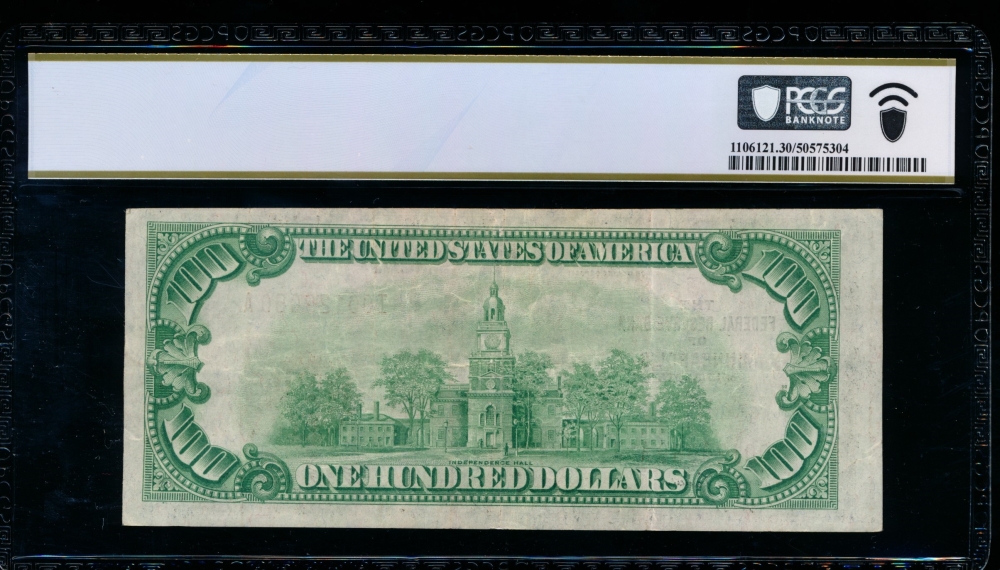 PCGS
BANKNOTE
1106121.30/50575304
THE UNITED STATES OF AMERICA
100 100
INDEPENDENCE HALL
100 100
ONE HUNDRED DOLLARS